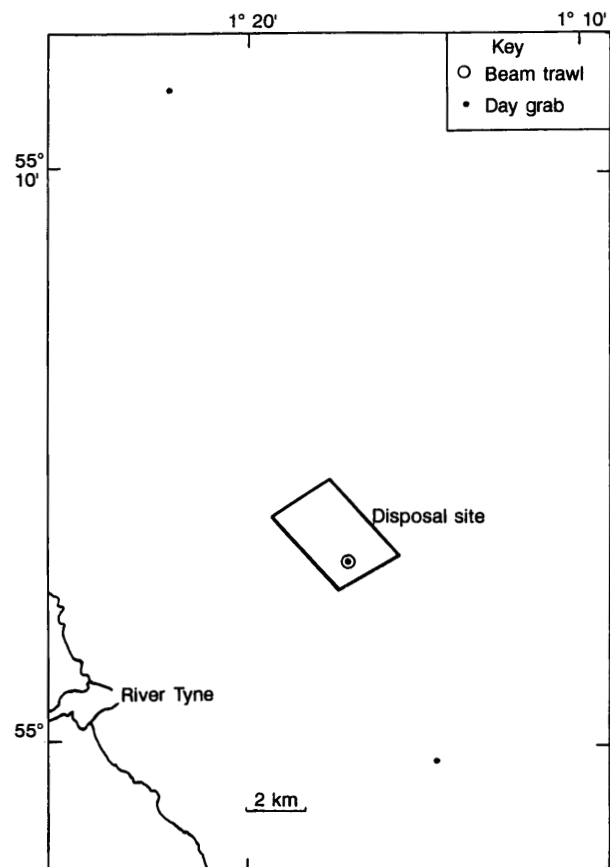 1° 20
1° 10'
Key
Beam trawl
Day grab
55°
10'
Disposal site
River Tyne
55°
2 km